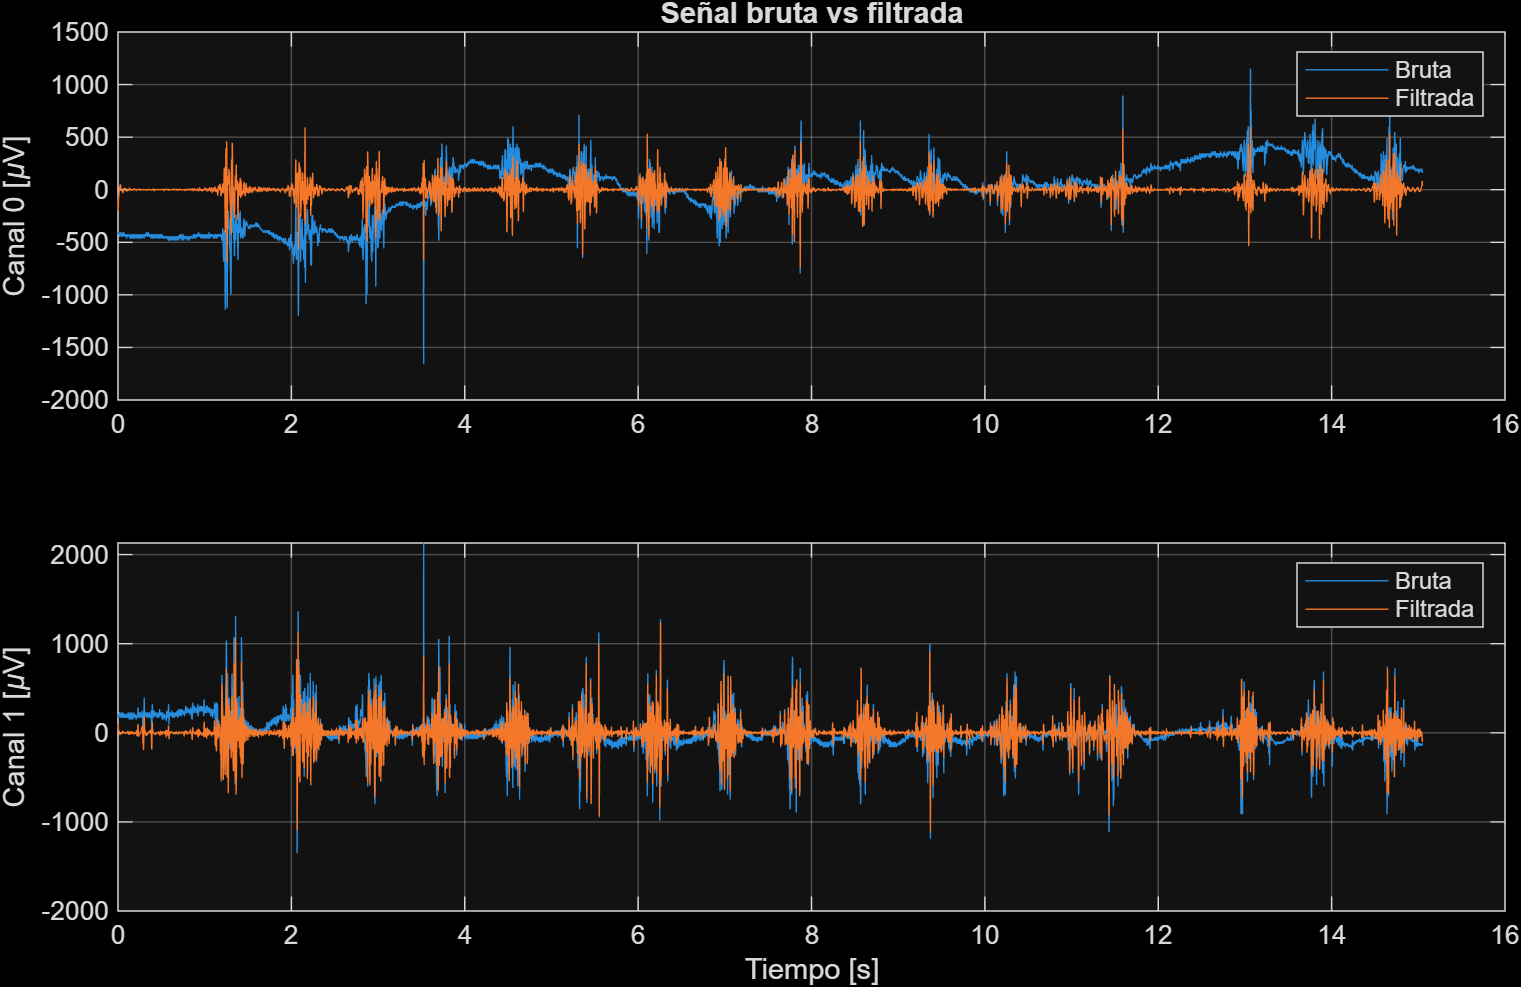 Señal bruta vs filtrada
1500
1000
500
0
-500
-1000
-1500
-2000
Canal 0 [µV]
0 2 4 6 8 10 12 14 16
Bruta
Filtrada
2000
1000
0
-1000
-2000
Canal 1 [µV]
0 2 4 6 8 10 12 14 16
Bruta
Filtrada
Tiempo [s]